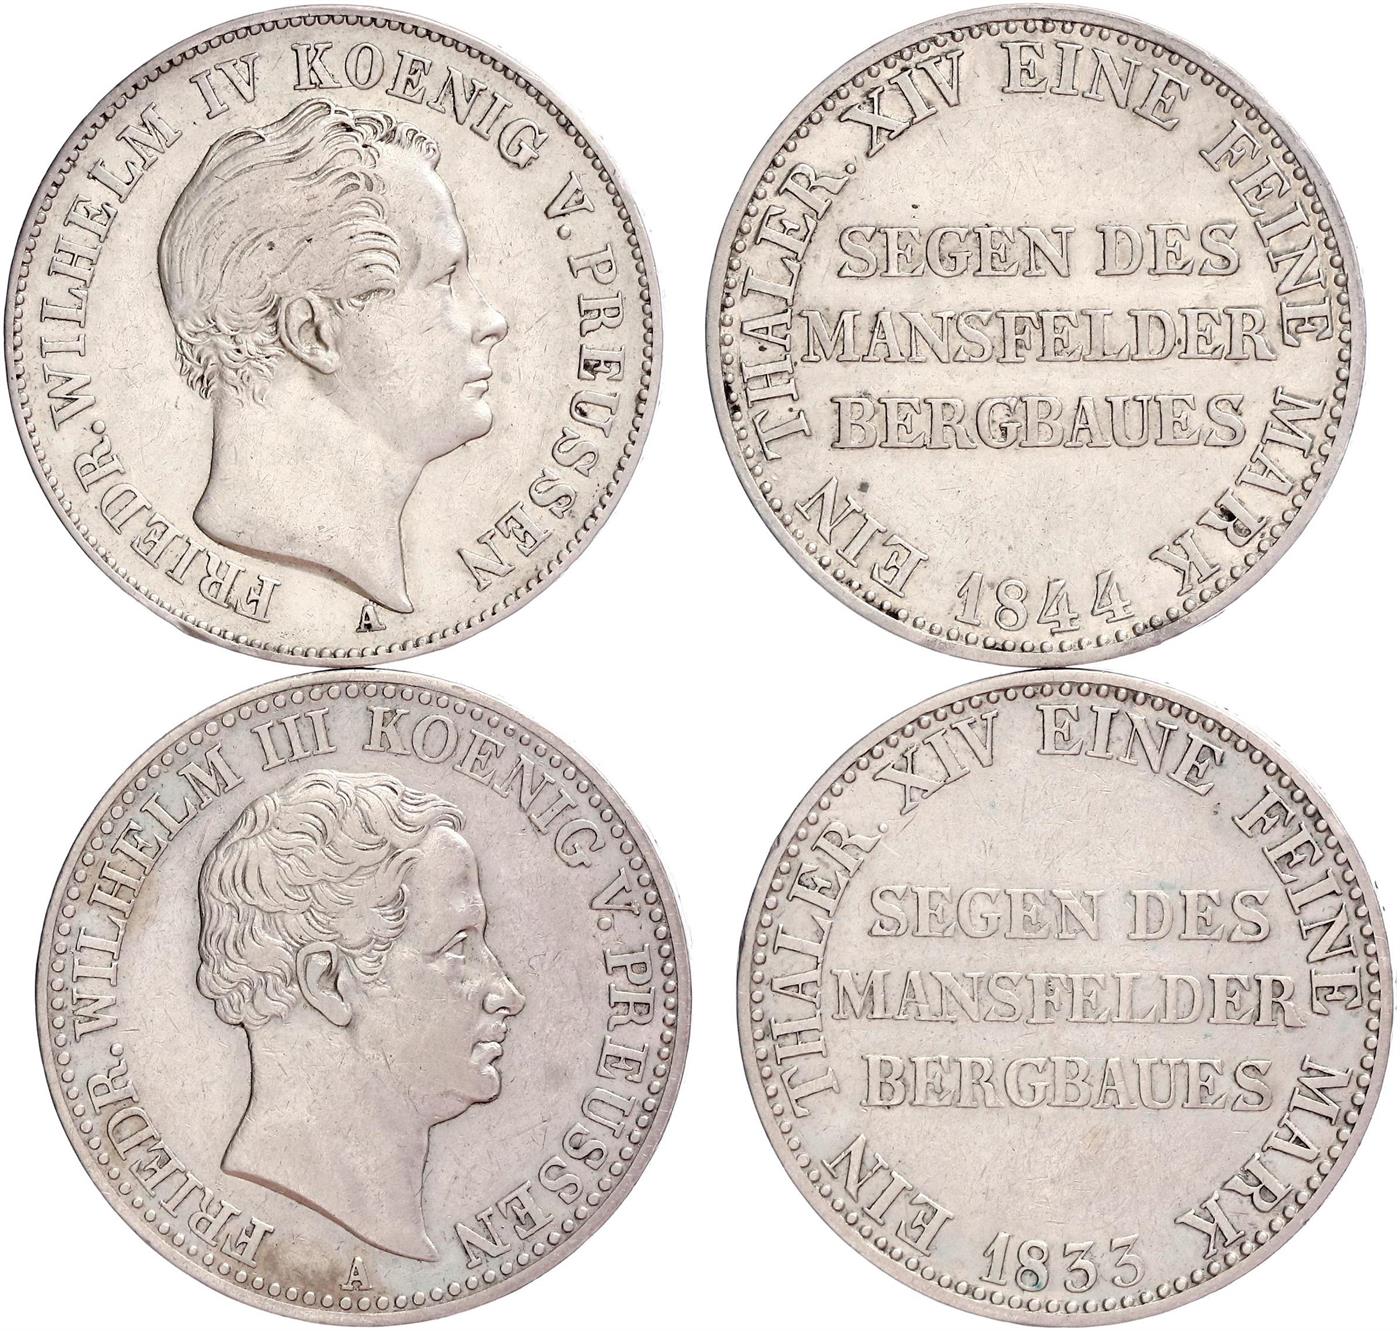 FRIEDR. WILHELM IV KOENIG V. PREUSSEN
A
EIN THALER. XIV EINE FEINE MARK
SEGEN DES
MANSFELDER
BERGBAUES
1844
FRIEDR. WILHELM III KOENIG V. PREUSSEN
A
EIN THALER. XIV EINE FEINE MARK
SEGEN DES
MANSFELDER
BERGBAUES
1833